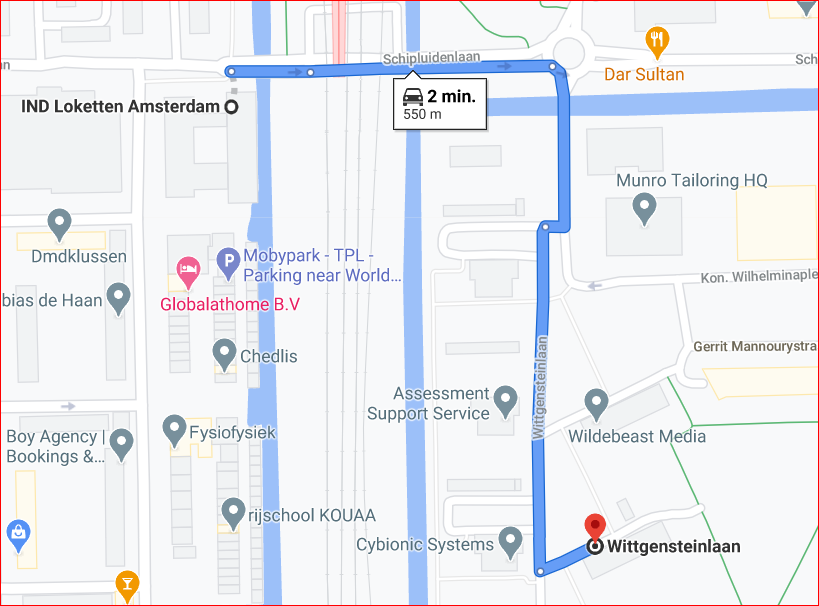 Schipluidenlaan
Sch
Dar Sultan
IND Loketten Amsterdam
2 min.
550 m
Munro Tailoring HQ
Dmdklussen
P
Mobypark - TPL -
Parking near World...
Kon. Wilhelminaple
bias de Haan
Globalathome B.V
Gerrit Mannourystra
Chedlis
Wittgensteinlaan
Assessment
Support Service
Boy Agency |
Bookings &...
Fysiofysiek
Wildebeast Media
rijschool KOUAA
Cybionic Systems
Wittgensteinlaan